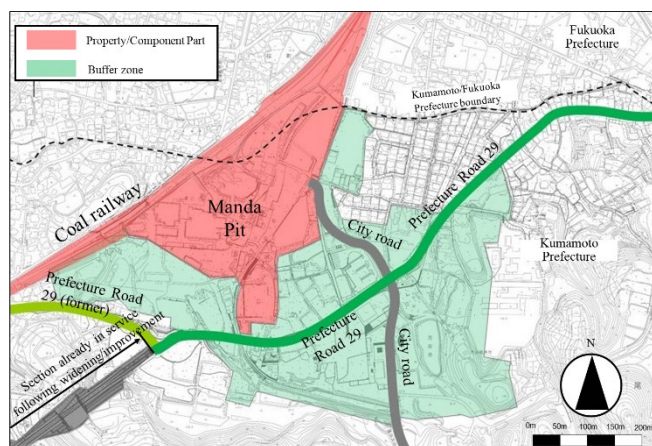 Property/Component Part
Buffer zone
Fukuoka
Prefecture
Kumamoto/Fukuoka
Prefecture boundary
Coal railway
Manda
Pit
City road
Prefecture Road 29
Kumamoto
Prefecture
Prefecture Road
29 (former)
Section already in service
following widening/improvement
Prefecture
Road 29
City road
N
0m 50m 100m 150m 200m